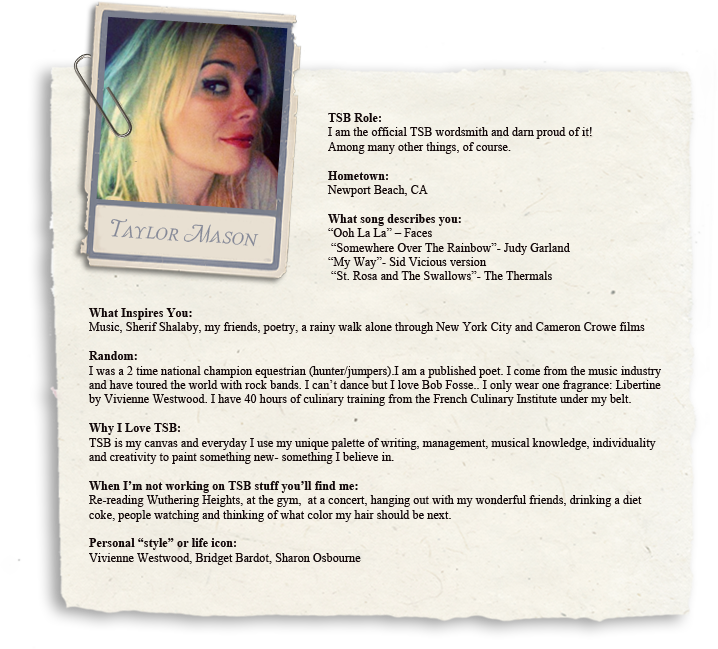 TAYLOR MASON
TSB Role:
I am the official TSB wordsmith and darn proud of it!
Among many other things, of course.
Hometown:
Newport Beach, CA
What song describes you:
“Ooh La La” – Faces
“Somewhere Over The Rainbow”- Judy Garland
“My Way”- Sid Vicious version
“St. Rosa and The Swallows”- The Thermals
What Inspires You:
Music, Sherif Shalaby, my friends, poetry, a rainy walk alone through New York City and Cameron Crowe films
Random:
I was a 2 time national champion equestrian (hunter/jumpers).I am a published poet. I come from the music industry
and have toured the world with rock bands. I can’t dance but I love Bob Fosse.. I only wear one fragrance: Libertine
by Vivienne Westwood. I have 40 hours of culinary training from the French Culinary Institute under my belt.
Why I Love TSB:
TSB is my canvas and everyday I use my unique palette of writing, management, musical knowledge, individuality
and creativity to paint something new- something I believe in.
When I’m not working on TSB stuff you’ll find me:
Re-reading Wuthering Heights, at the gym,  at a concert, hanging out with my wonderful friends, drinking a diet
coke, people watching and thinking of what color my hair should be next.
Personal “style” or life icon:
Vivienne Westwood, Bridget Bardot, Sharon Osbourne